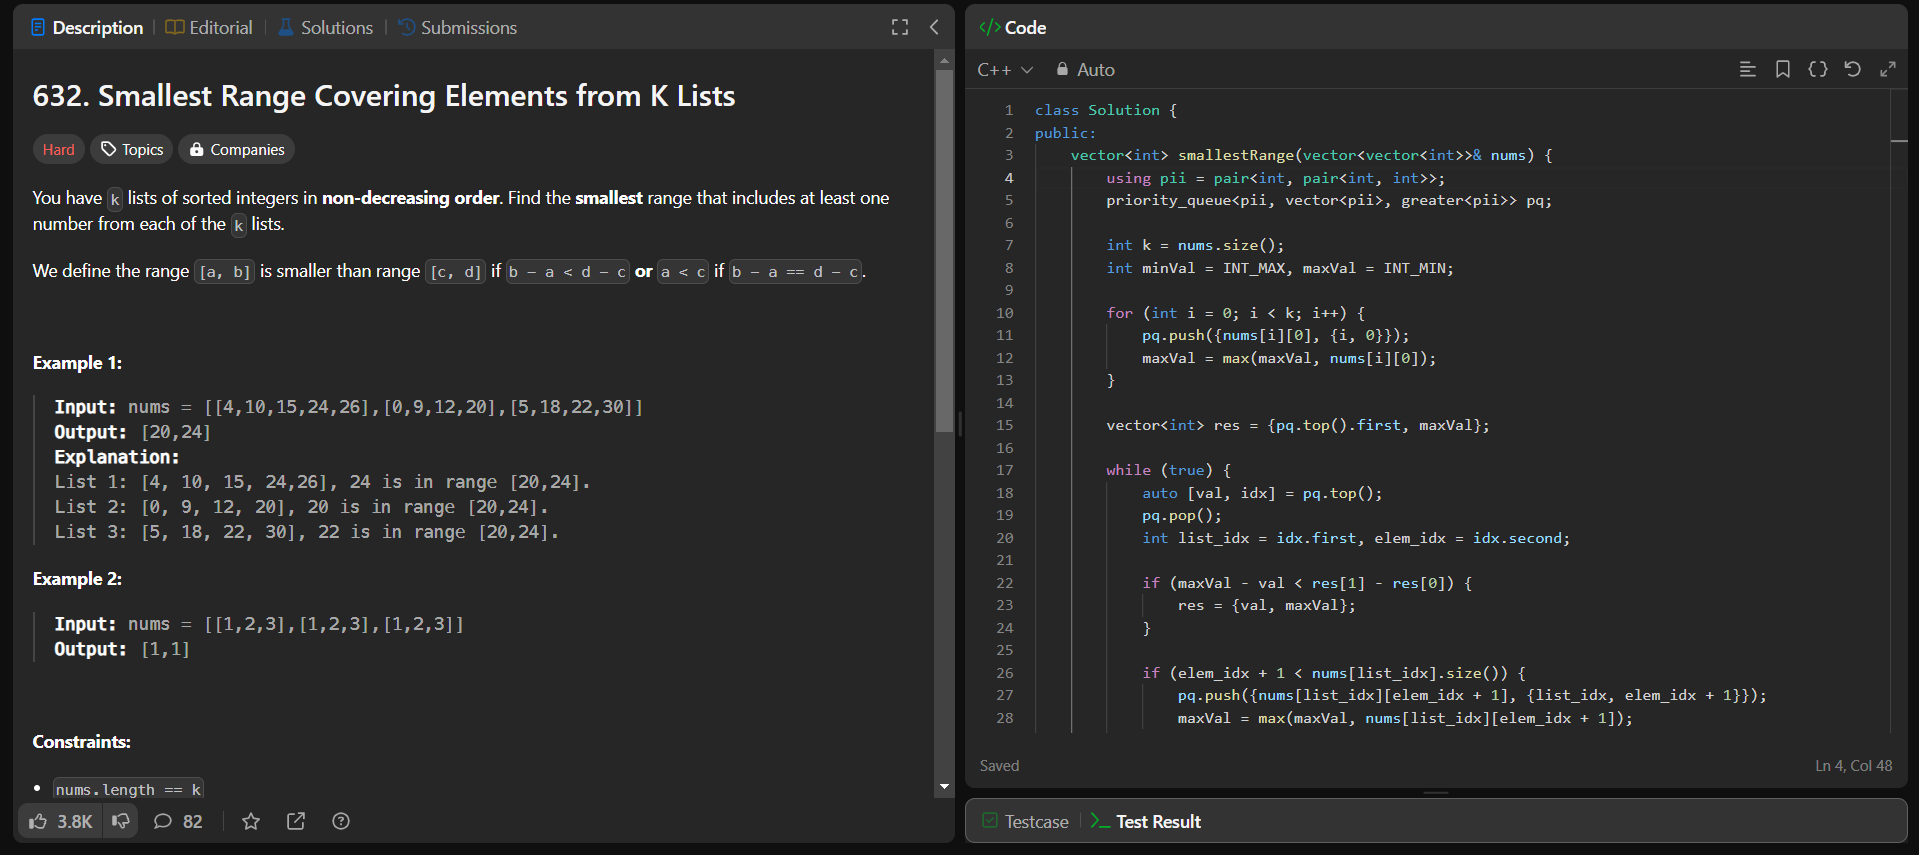 Description
Editorial
Solutions
Submissions
632. Smallest Range Covering Elements from K Lists
Hard
Topics
Companies
You have k lists of sorted integers in non-decreasing order. Find the smallest range that includes at least one
number from each of the k lists.
We define the range [a, b] is smaller than range [c, d] if b - a < d - c or a < c if b - a == d - c.
Example 1:
Input: nums = [[4,10,15,24,26],[0,9,12,20],[5,18,22,30]]
Output: [20,24]
Explanation:
List 1: [4, 10, 15, 24,26], 24 is in range [20,24].
List 2: [0, 9, 12, 20], 20 is in range [20,24].
List 3: [5, 18, 22, 30], 22 is in range [20,24].
Example 2:
Input: nums = [[1,2,3],[1,2,3],[1,2,3]]
Output: [1,1]
Constraints:
• nums.length == k
3.8K
82
</> Code
C++
Auto
1 class Solution {
2 public:
3 vector<int> smallestRange(vector<vector<int>>& nums) {
4 using pii = pair<int, pair<int, int>>;
5 priority_queue<pii, vector<pii>, greater<pii>> pq;
6
7 int k = nums.size();
8 int minVal = INT_MAX, maxVal = INT_MIN;
9
10 for (int i = 0; i < k; i++) {
11 pq.push({nums[i][0], {i, 0}});
12 maxVal = max(maxVal, nums[i][0]);
13 }
14
15 vector<int> res = {pq.top().first, maxVal};
16
17 while (true) {
18 auto [val, idx] = pq.top();
19 pq.pop();
20 int list_idx = idx.first, elem_idx = idx.second;
21
22 if (maxVal - val < res[1] - res[0]) {
23 res = {val, maxVal};
24 }
25
26 if (elem_idx + 1 < nums[list_idx].size()) {
27 pq.push({nums[list_idx][elem_idx + 1], {list_idx, elem_idx + 1}});
28 maxVal = max(maxVal, nums[list_idx][elem_idx + 1]);
Saved
Ln 4, Col 48
Testcase
Test Result